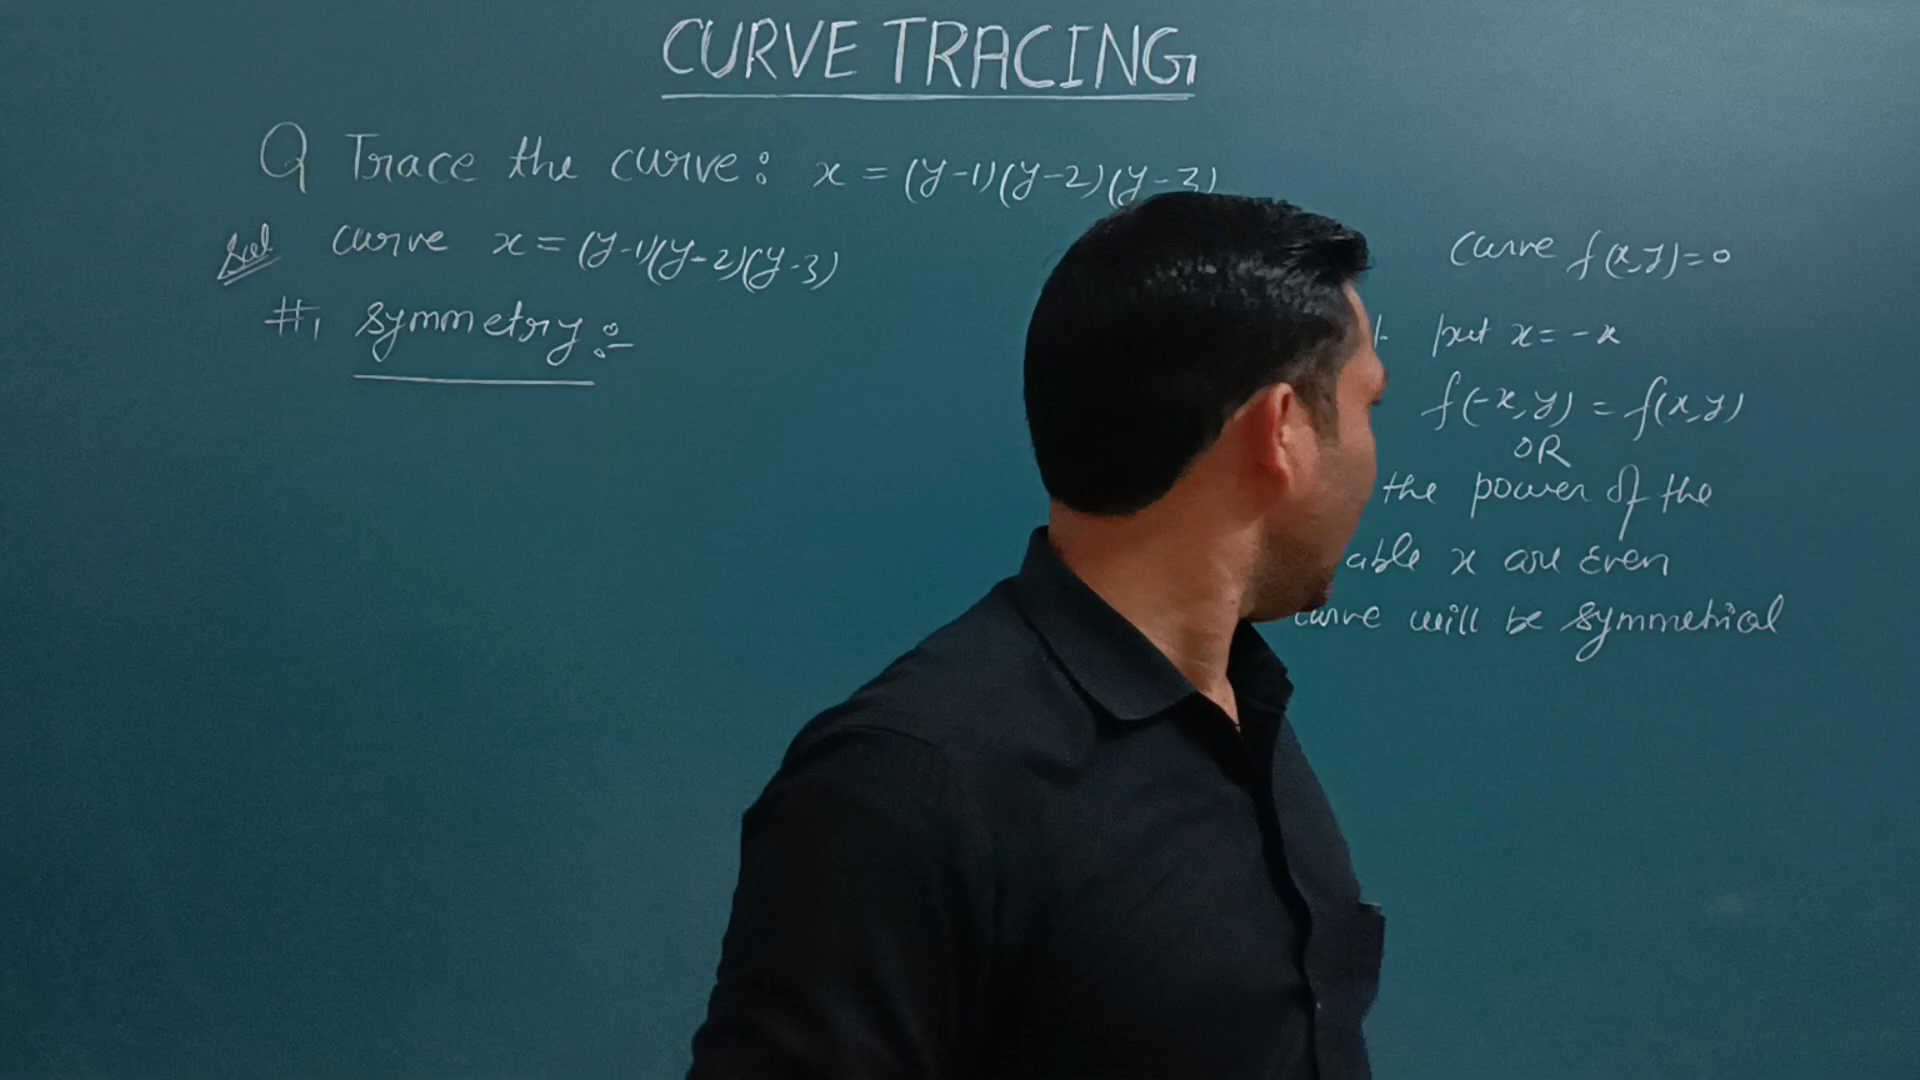 CURVE TRACING
Q Trace the curve: x = (y-1)(y-2)(y-3)
Sol curve x = (y-1)(y-2)(y-3)
#1 symmetry:-
curve f(x,y)=0
put x = -x
f(-x,y) = f(x,y)
OR
the power of the
able x are Even
curve will be symmetrical